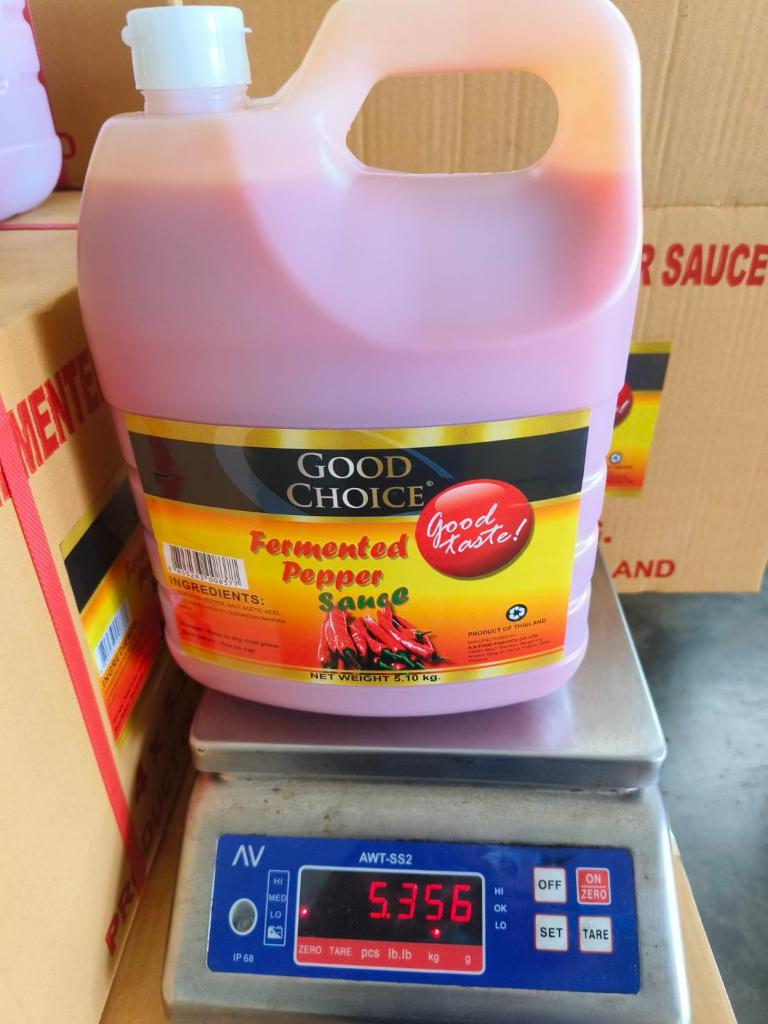 R SAUCE
MENTE
GOOD
CHOICE®
Good
taste!
Fermented
Pepper
Sauce
INGREDIENTS:
PRODUCT OF THAILAND
MANUFACTURED BY:
NET WEIGHT 5.10 kg.
AND
AV
AWT-SS2
HI
MED
LO
IP 68
5.356
ZERO TARE pcs lb.lb kg g
HI
OK
LO
OFF
ON
ZERO
SET
TARE